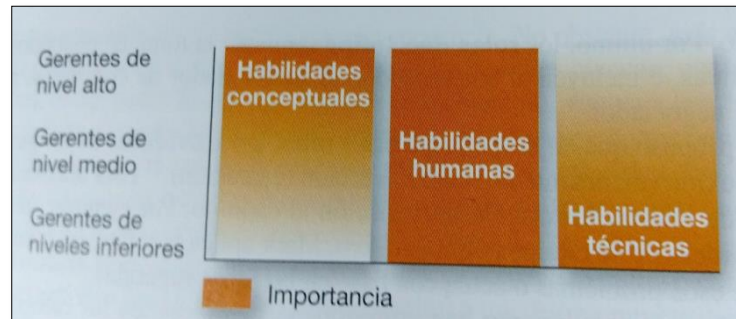 Gerentes de
nivel alto
Gerentes de
nivel medio
Gerentes de
niveles inferiores
Habilidades
conceptuales
Habilidades
humanas
Habilidades
técnicas
Importancia